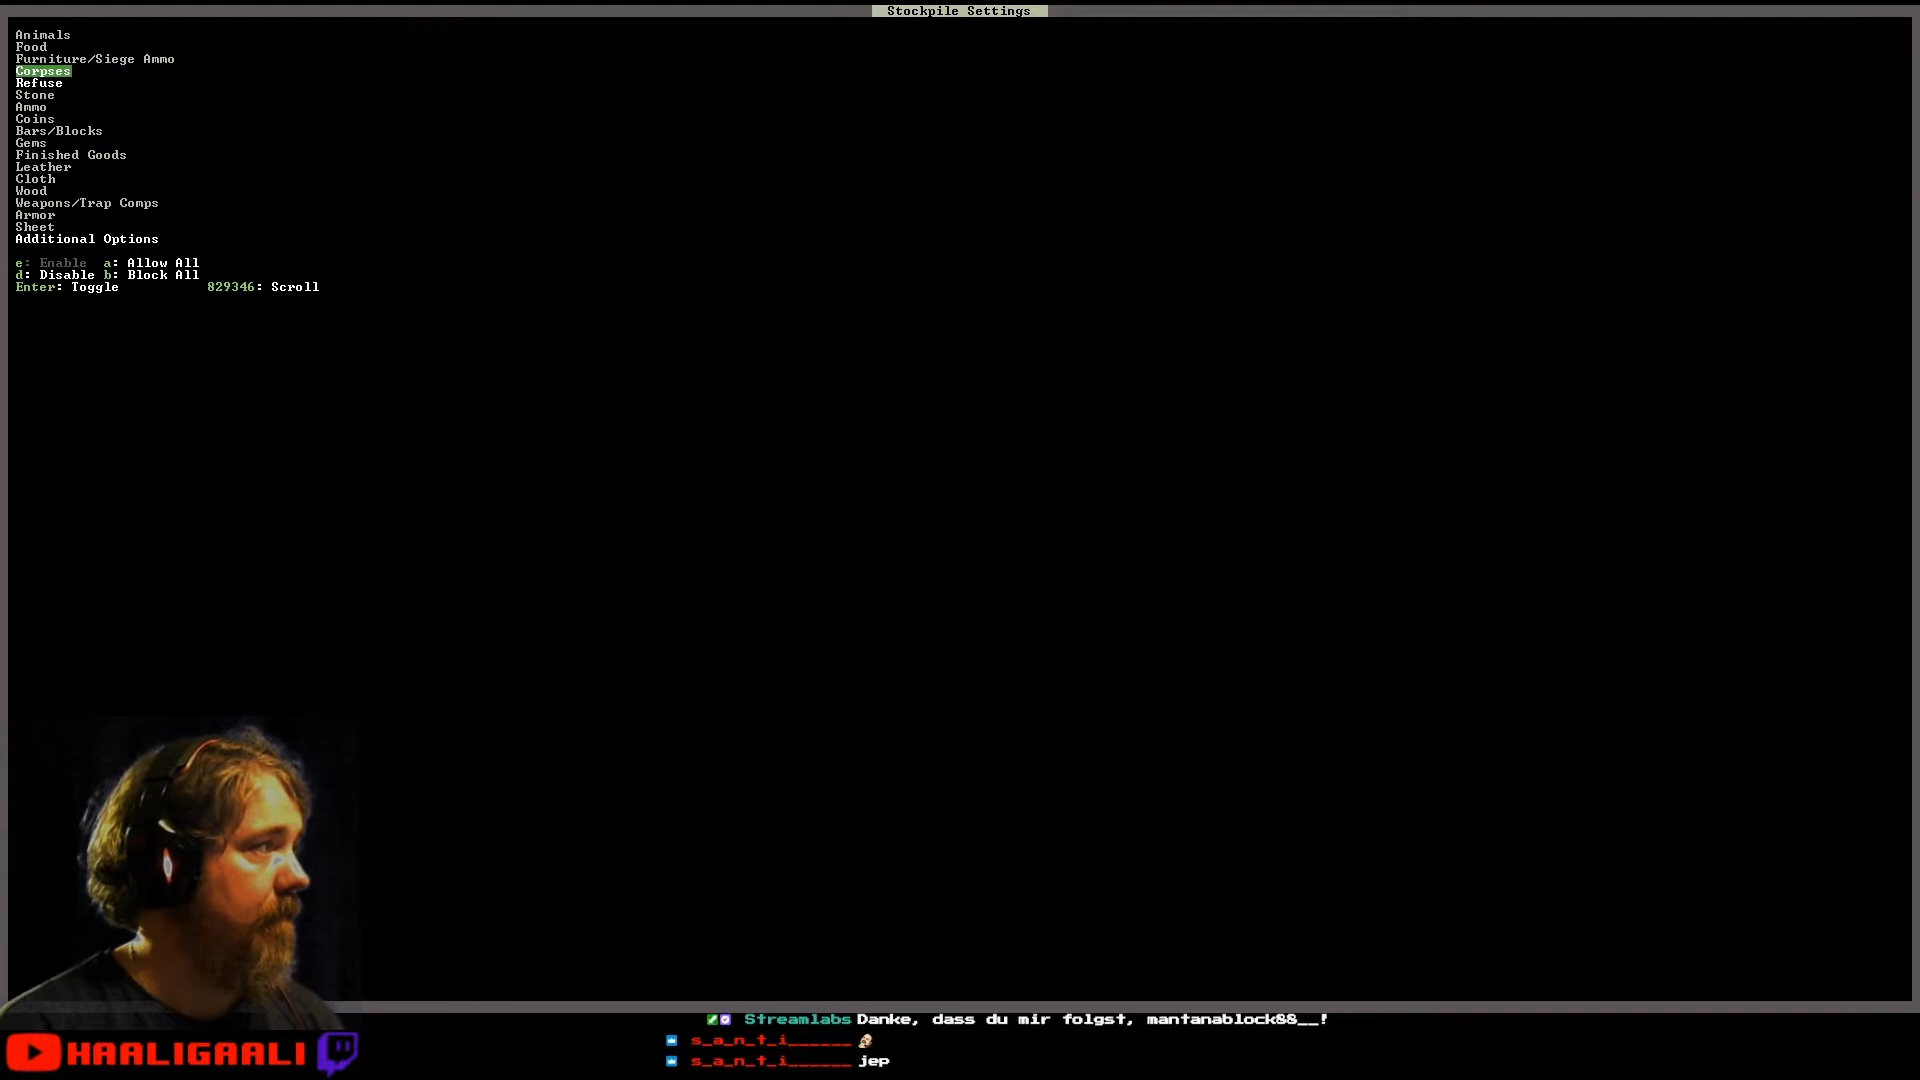 Stockpile Settings
Animals
Food
Furniture/Siege Ammo
Corpses
Refuse
Stone
Ammo
Coins
Bars/Blocks
Gems
Finished Goods
Leather
Cloth
Wood
Weapons/Trap Comps
Armor
Sheet
Additional Options
e: Enable a: Allow All
d: Disable b: Block All
Enter: Toggle 829346: Scroll
Streamlabs Danke, dass du mir folgst, mantanablock88__!
s_a_n_t_i______
s_a_n_t_i______ jep
HAALIGAALI